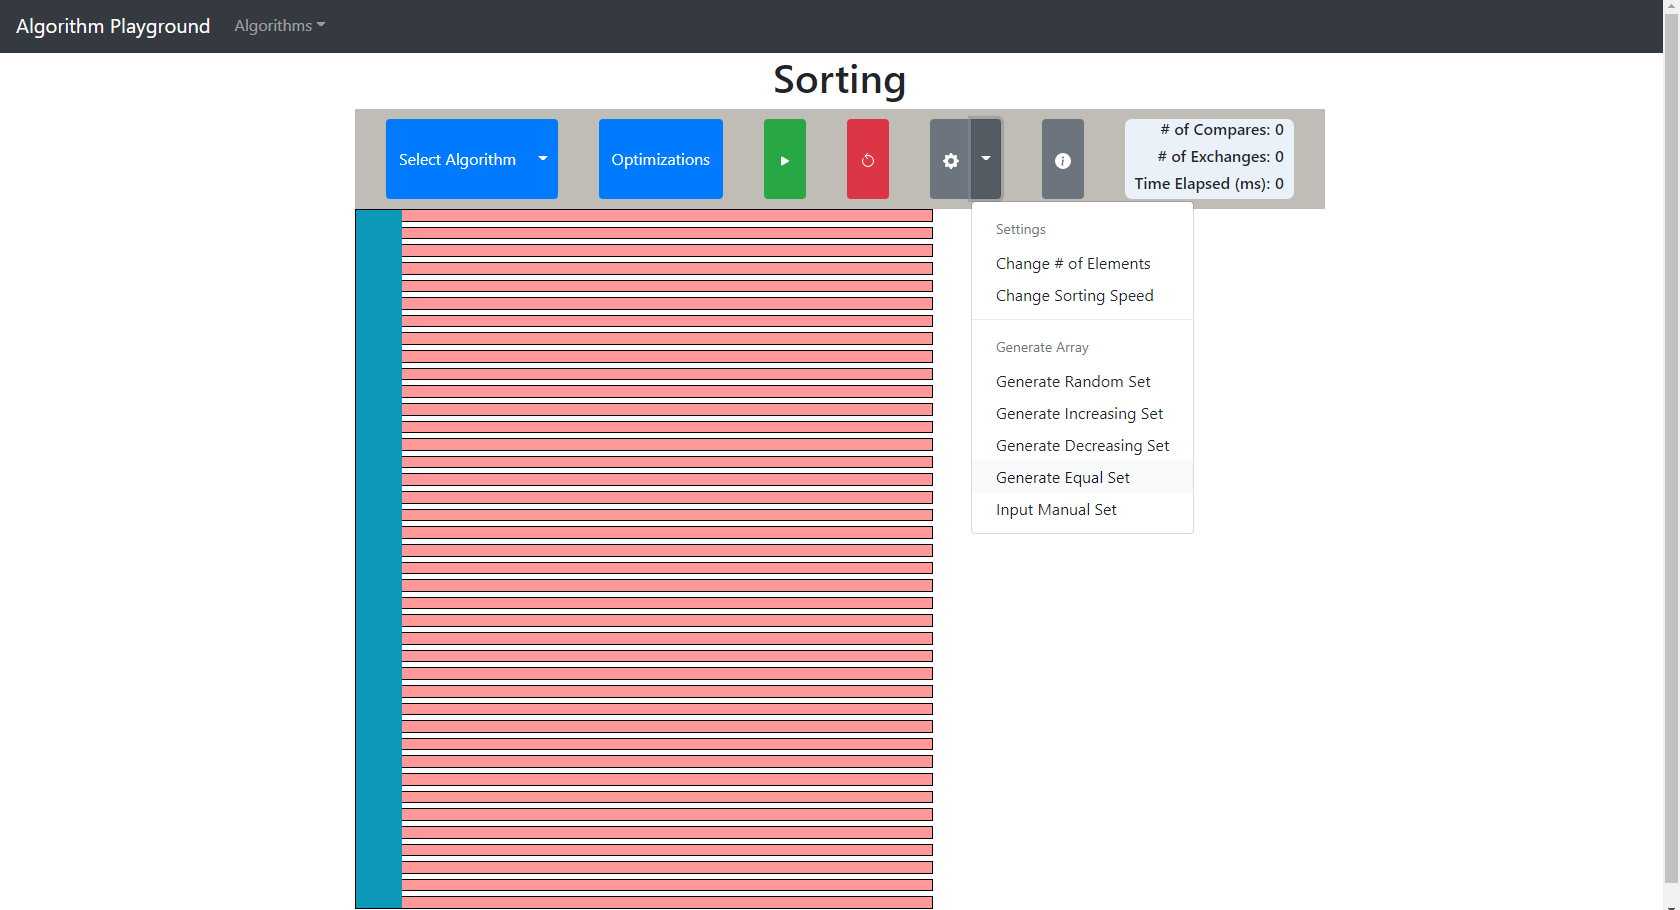 Algorithm Playground Algorithms
Sorting
Select Algorithm
Optimizations
# of Compares: 0
# of Exchanges: 0
Time Elapsed (ms): 0
Settings
Change # of Elements
Change Sorting Speed
Generate Array
Generate Random Set
Generate Increasing Set
Generate Decreasing Set
Generate Equal Set
Input Manual Set